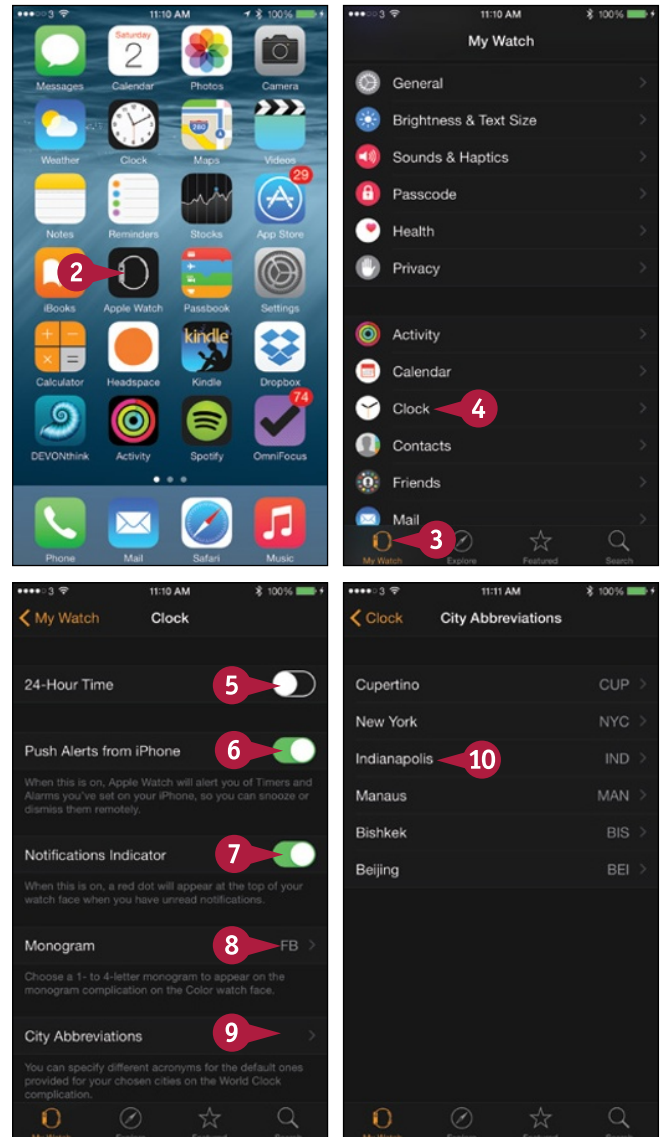 3 11:10 AM 100%
Saturday
2
280
Messages Calendar Photos Camera
Weather Clock Maps Videos
29
Notes Reminders Stocks App Store
2
iBooks Apple Watch Passbook Settings
kindle
Calculator Headspace Kindle Dropbox
74
DEVONthink Activity Spotify OmniFocus
Phone Mail Safari Music
3 11:10 AM 100%
My Watch
General
Brightness & Text Size
Sounds & Haptics
Passcode
Health
Privacy
Activity
Calendar
Clock 4
Contacts
Friends
Mail
3
My Watch Explore Featured Search
3 11:10 AM 100%
My Watch Clock
24-Hour Time 5
Push Alerts from iPhone 6
When this is on, Apple Watch will alert you of Timers and
Alarms you've set on your iPhone, so you can snooze or
dismiss them remotely.
Notifications Indicator 7
When this is on, a red dot will appear at the top of your
watch face when you have unread notifications.
Monogram 8 FB
Choose a 1- to 4-letter monogram to appear on the
monogram complication on the Color watch face.
City Abbreviations 9
You can specify different acronyms for the default ones
provided for your chosen cities on the World Clock
complication.
3 11:11 AM 100%
Clock City Abbreviations
Cupertino CUP
New York NYC
Indianapolis 10 IND
Manaus MAN
Bishkek BIS
Beijing BEI